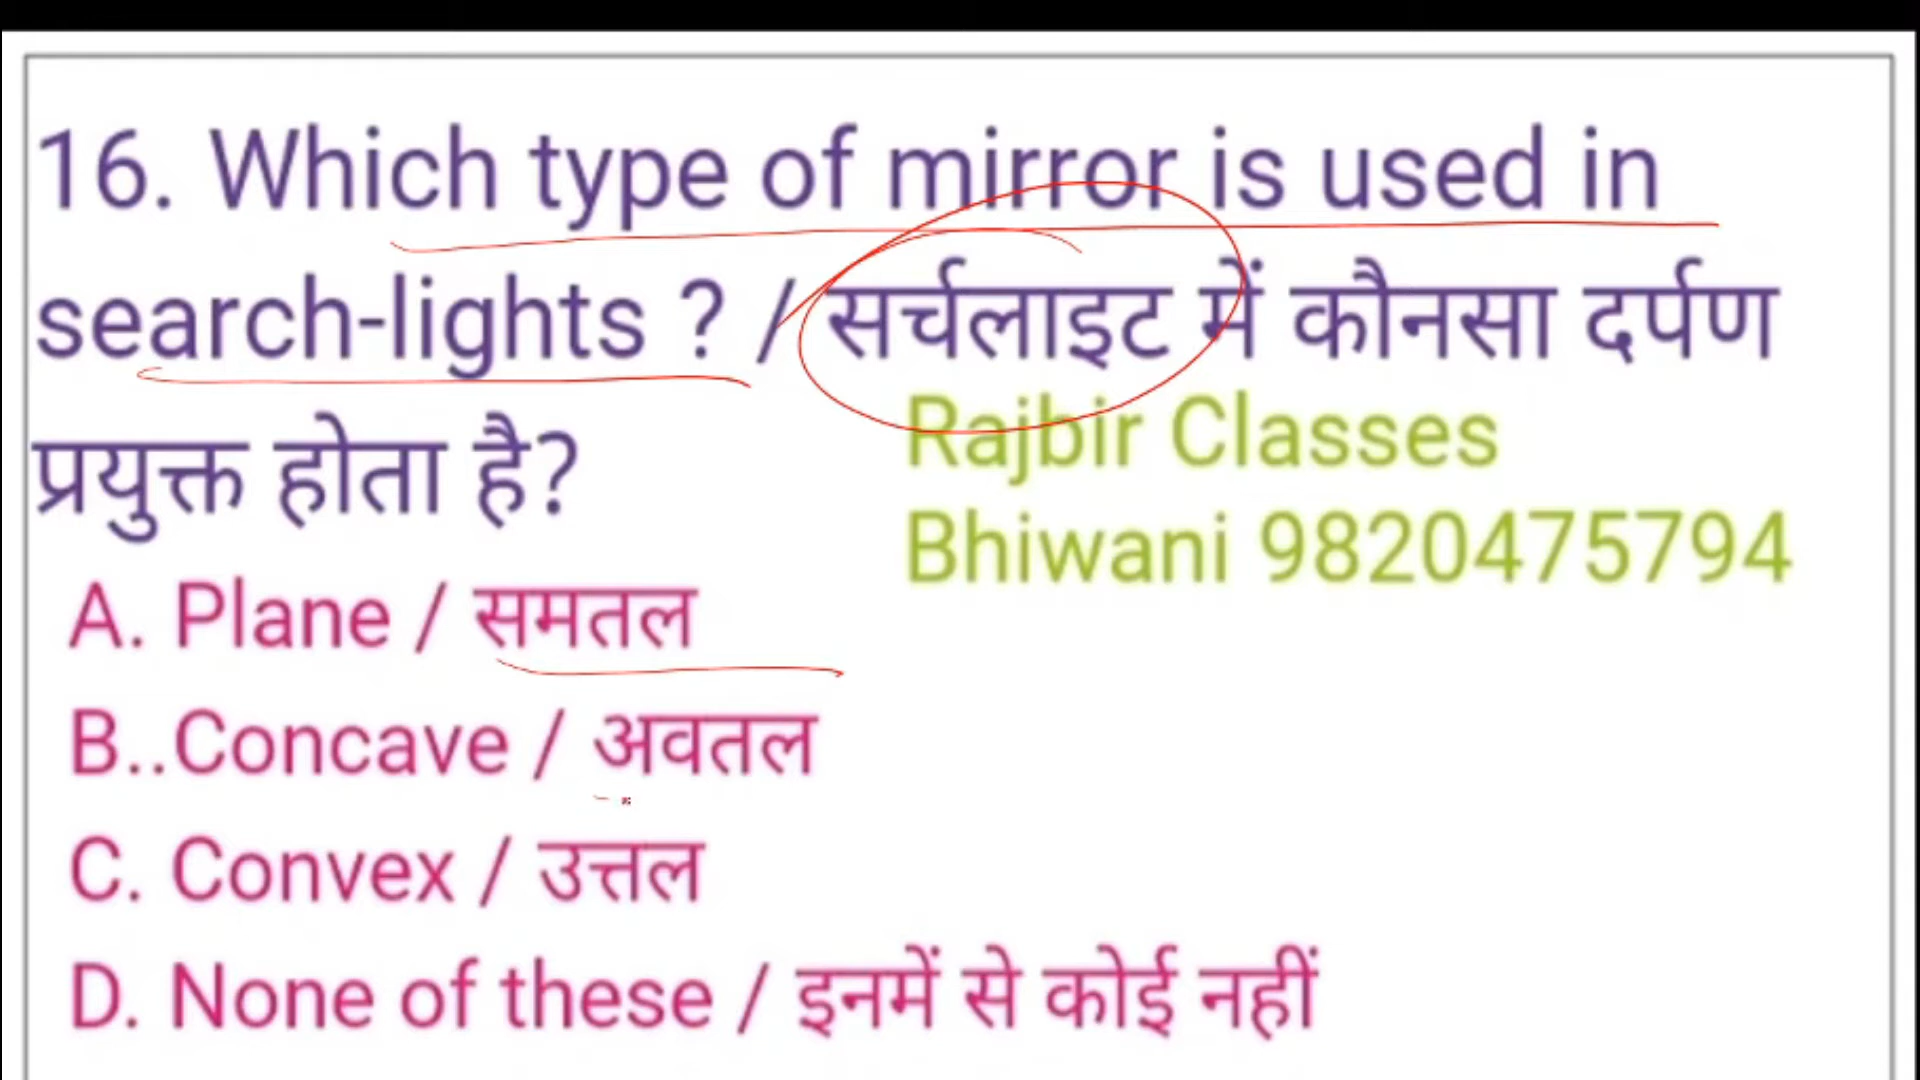 16. Which type of mirror is used in
search-lights ? / सर्चलाइट में कौनसा दर्पण
प्रयुक्त होता है?
Rajbir Classes
Bhiwani 9820475794
A. Plane / समतल
B..Concave / अवतल
C. Convex / उत्तल
D. None of these / इनमें से कोई नहीं